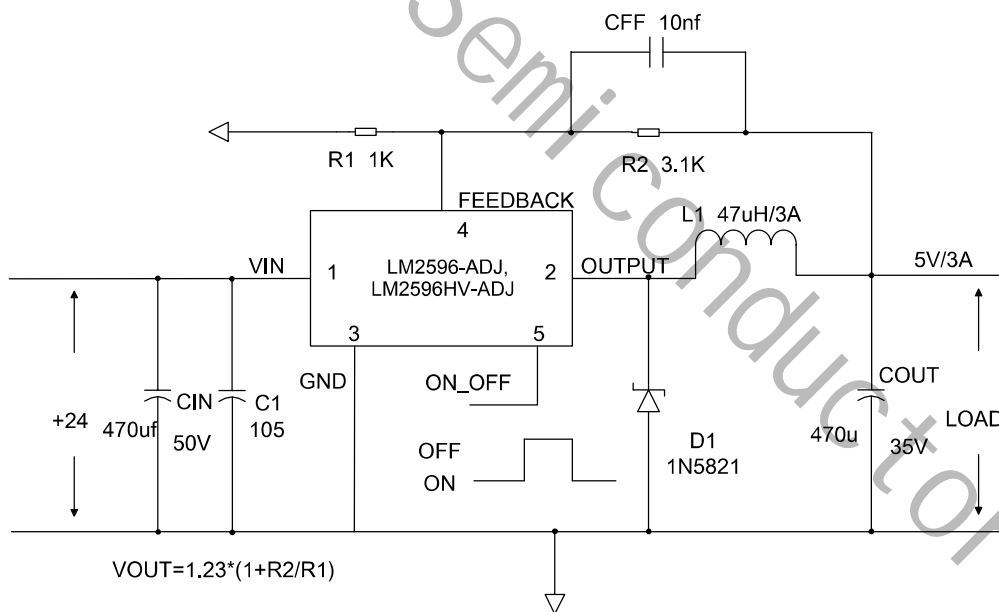 CFF 10nf
R1 1K
R2 3.1K
FEEDBACK
4
L1 47uH/3A
VIN
1
LM2596-ADJ,
LM2596HV-ADJ
2
OUTPUT
5V/3A
3
5
GND
ON_OFF
+24
470uf
CIN
50V
C1
105
OFF
ON
D1
1N5821
COUT
470u
35V
LOAD
VOUT=1.23*(1+R2/R1)
semi conductor